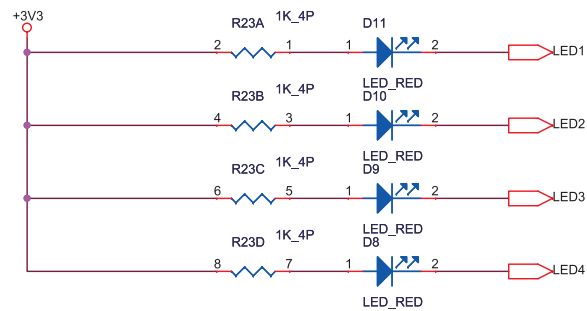 +3V3
R23A 1K_4P D11
2 1 1 2 LED1
LED_RED
R23B 1K_4P D10
4 3 1 2 LED2
LED_RED
R23C 1K_4P D9
6 5 1 2 LED3
LED_RED
R23D 1K_4P D8
8 7 1 2 LED4
LED_RED